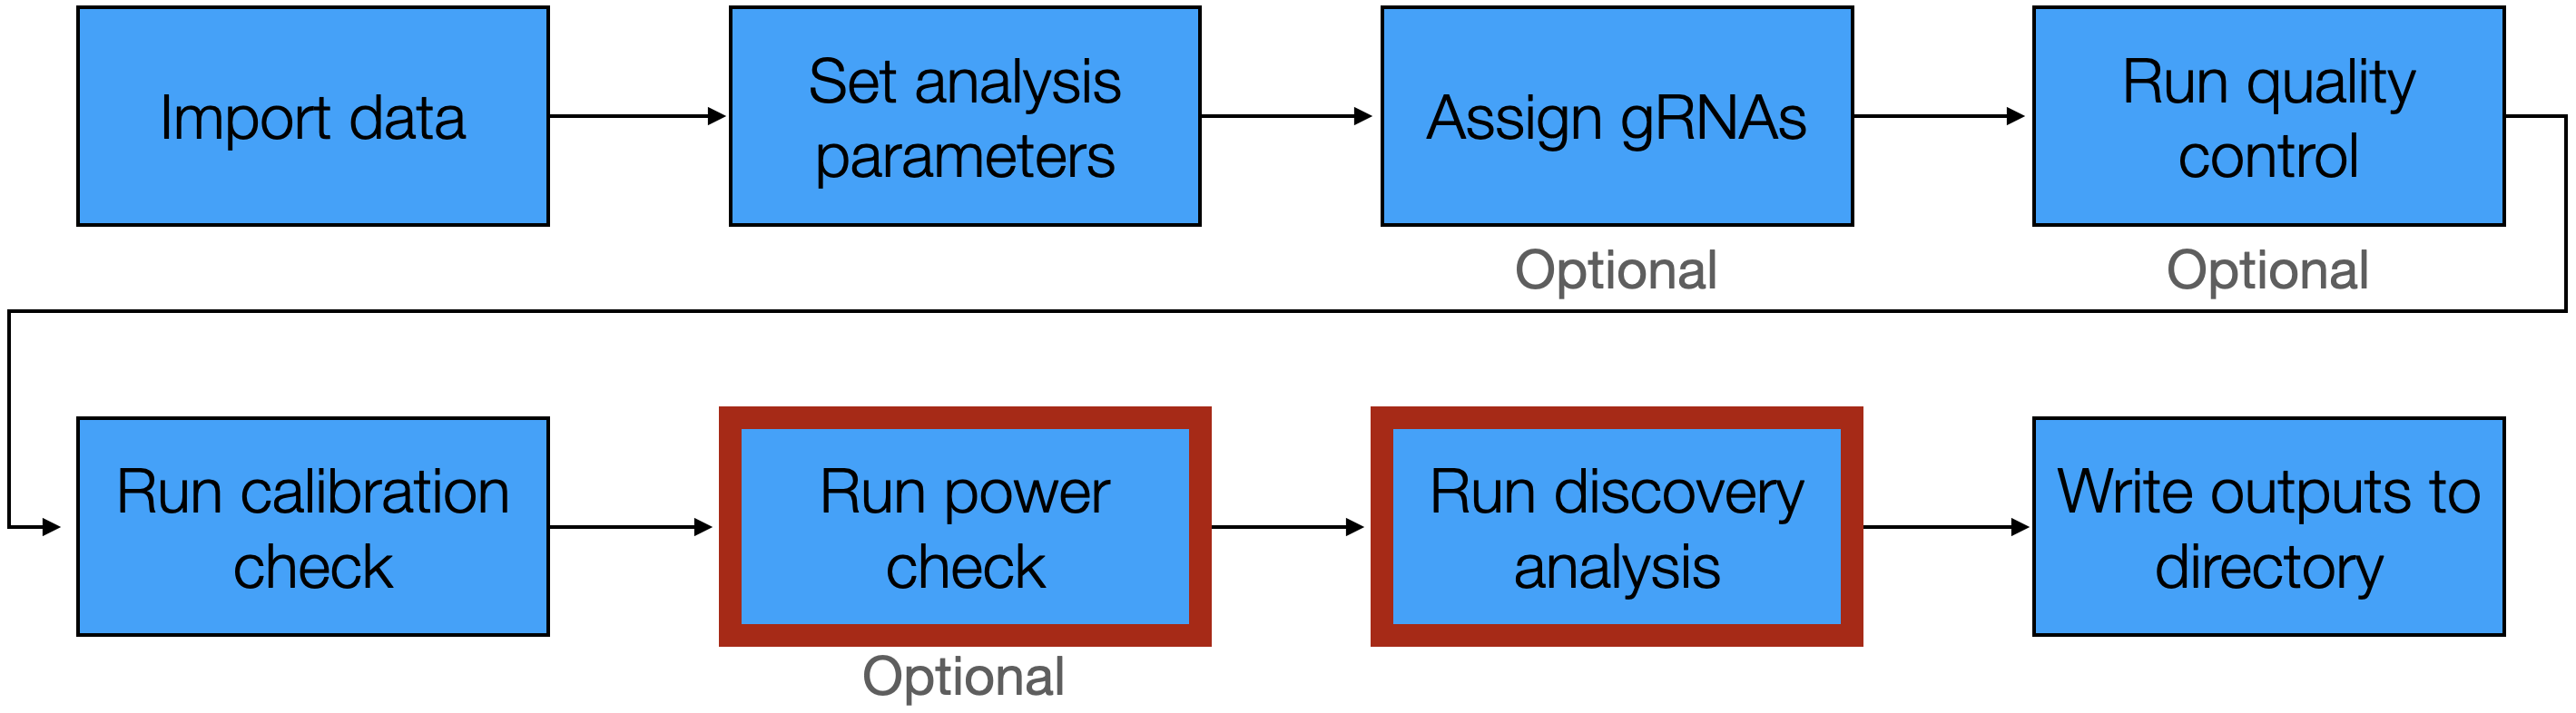 Import data
Set analysis
parameters
Assign gRNAs
Optional
Run quality
control
Optional
Run calibration
check
Run power
check
Optional
Run discovery
analysis
Write outputs to
directory